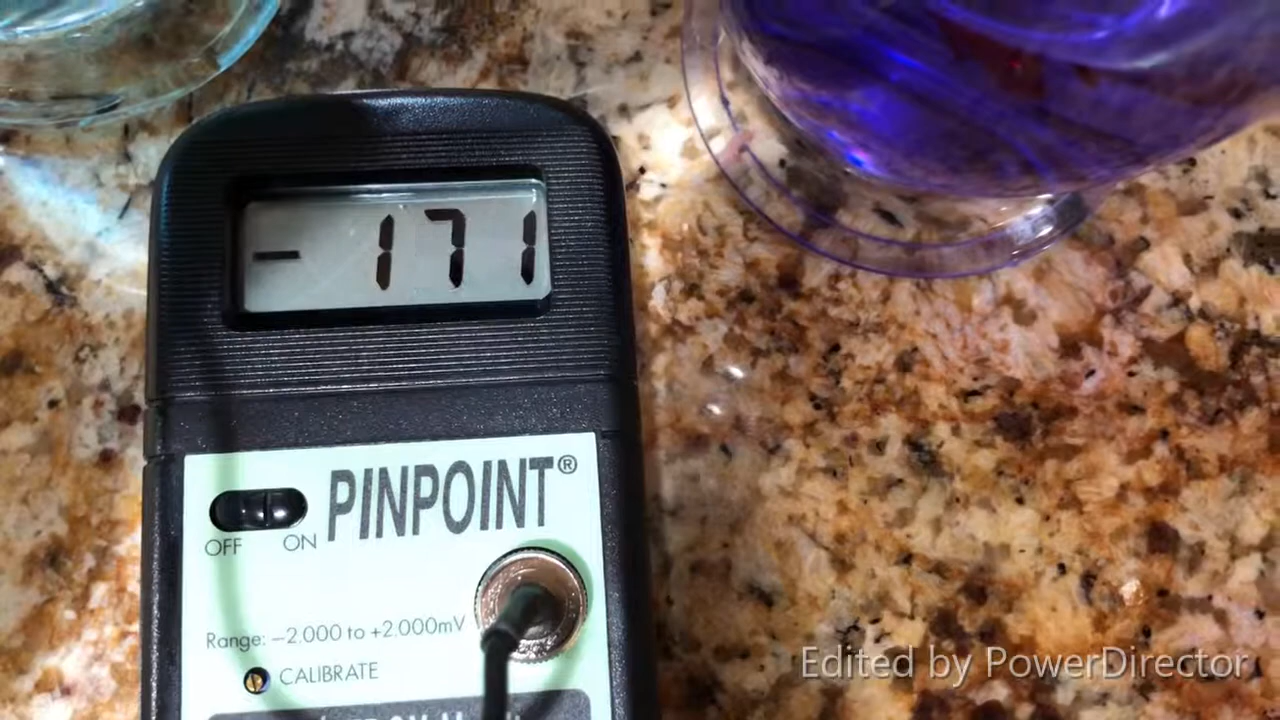 - 171
PINPOINT®
OFF ON
Range: –2.000 to +2.000mV
CALIBRATE
Edited by PowerDirector